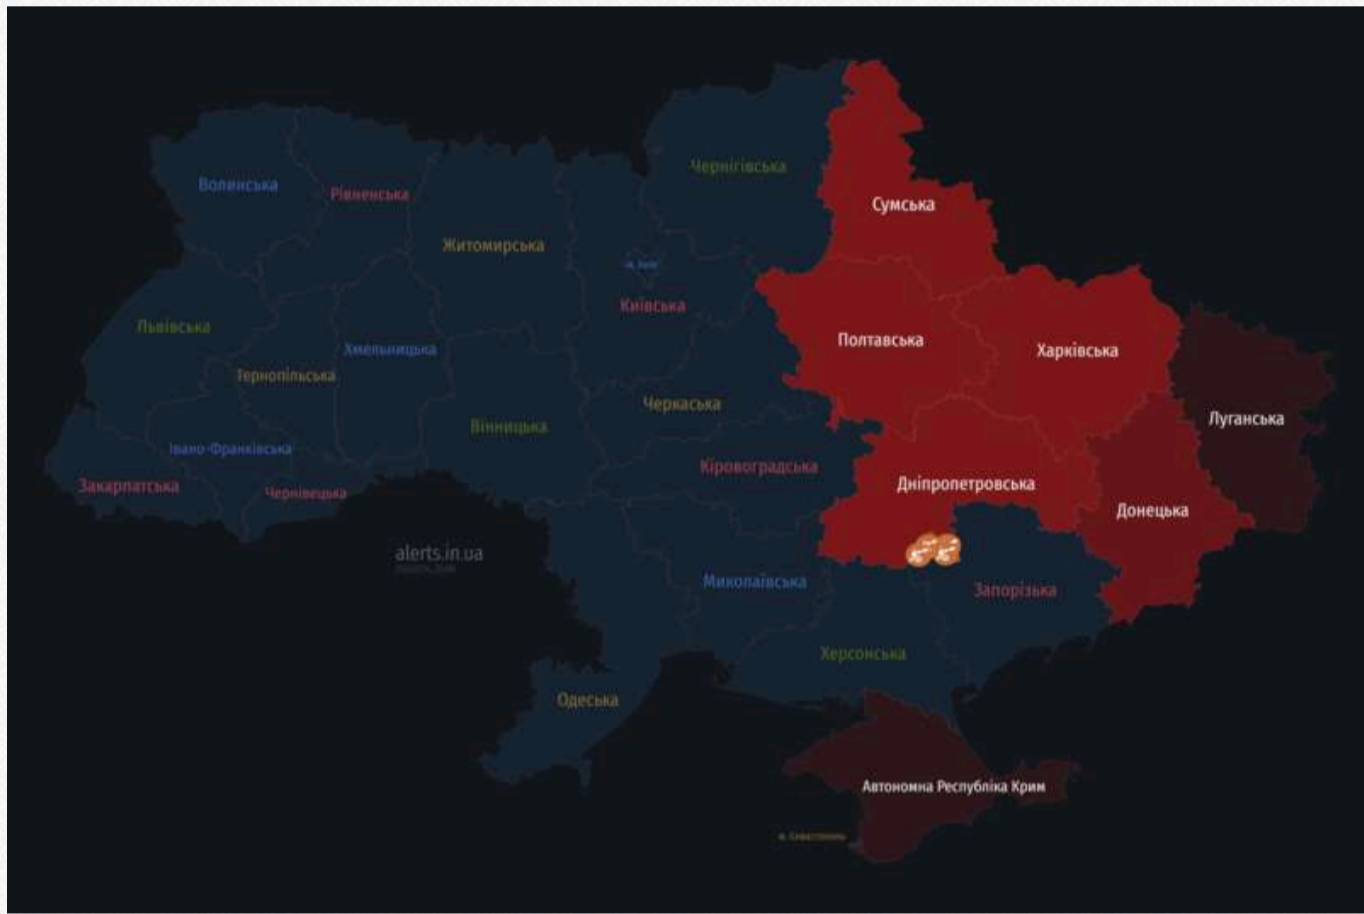 Чернігівська
Волинська
Рівненська
Сумська
Житомирська
Київська
Львівська
Полтавська
Хмельницька
Харківська
Тернопільська
Черкаська
Луганська
Вінницька
Івано-Франківська
Кіровоградська
Закарпатська
Чернівецька
Дніпропетровська
Донецька
alerts.in.ua
Миколаївська
Запорізька
Херсонська
Одеська
Автономна Республіка Крим
м. Севастополь